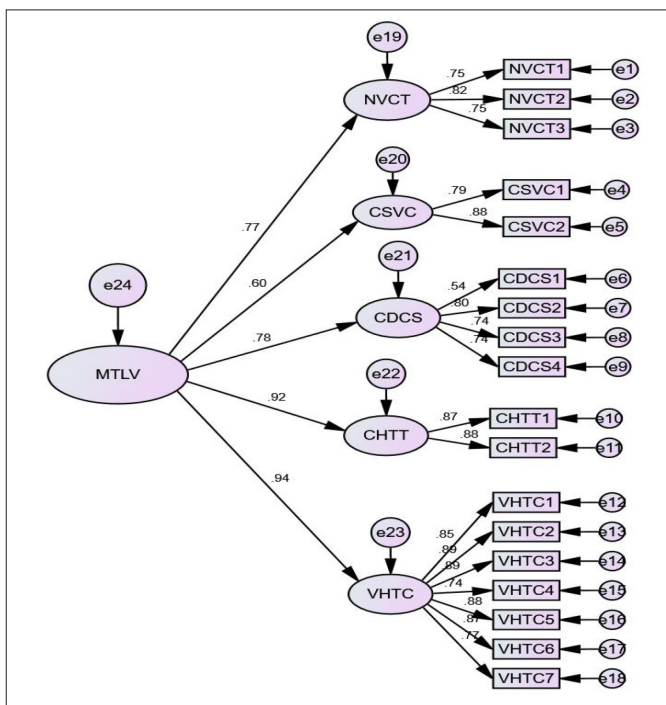 e19
NVCT
.75
.82
.75
NVCT1
e1
NVCT2
e2
NVCT3
e3
e20
CSVC
.79
.88
CSVC1
e4
CSVC2
e5
.77
.60
.78
.92
.94
e24
MTLV
e21
CDCS
.54
.80
.74
.74
CDCS1
e6
CDCS2
e7
CDCS3
e8
CDCS4
e9
e22
CHTT
.87
.88
CHTT1
e10
CHTT2
e11
e23
VHTC
.85
.89
.89
.74
.88
.87
.77
VHTC1
e12
VHTC2
e13
VHTC3
e14
VHTC4
e15
VHTC5
e16
VHTC6
e17
VHTC7
e18